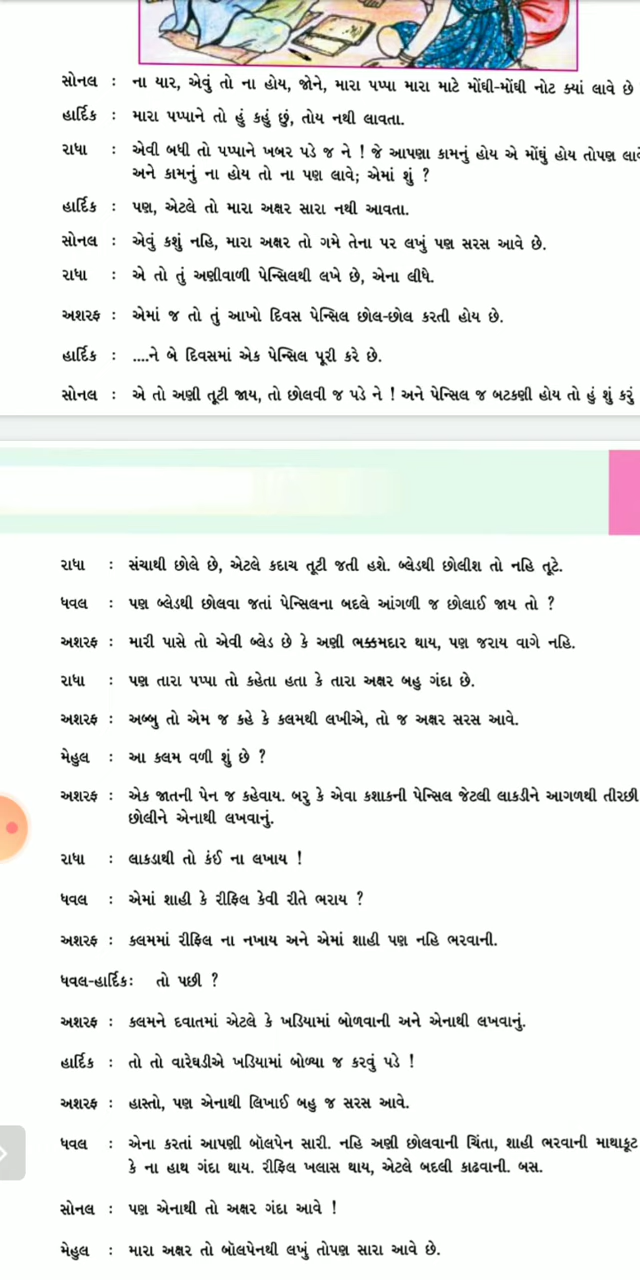 સોનલ : ના યાર, એવું તો ના હોય, જોને, મારા પપ્પા મારા માટે મોંઘી-મોંઘી નોટ ક્યાં લાવે છે
હાર્દિક : મારા પપ્પાને તો હું કહું છું, તોય નથી લાવતા.
રાધા : એવી બધી તો પપ્પાને ખબર પડે જ ને ! જે આપણા કામનું હોય એ મોંઘું હોય તોપણ લાવે
અને કામનું ના હોય તો ના પણ લાવે; એમાં શું ?
હાર્દિક : પણ, એટલે તો મારા અક્ષર સારા નથી આવતા.
સોનલ : એવું કશું નહિ, મારા અક્ષર તો ગમે તેના પર લખું પણ સરસ આવે છે.
રાધા : એ તો તું અણીવાળી પેન્સિલથી લખે છે, એના લીધે.
અશરફ : એમાં જ તો તું આખો દિવસ પેન્સિલ છોલ-છોલ કરતી હોય છે.
હાર્દિક : ....ને બે દિવસમાં એક પેન્સિલ પૂરી કરે છે.
સોનલ : એ તો અણી તૂટી જાય, તો છોલવી જ પડે ને ! અને પેન્સિલ જ બટકણી હોય તો હું શું કરું
રાધા : સંચાથી છોલે છે, એટલે કદાચ તૂટી જતી હશે. બ્લેડથી છોલીશ તો નહિ તૂટે.
ધવલ : પણ બ્લેડથી છોલવા જતાં પેન્સિલના બદલે આંગળી જ છોલાઈ જાય તો ?
અશરફ : મારી પાસે તો એવી બ્લેડ છે કે અણી ભક્કમદાર થાય, પણ જરાય વાગે નહિ.
રાધા : પણ તારા પપ્પા તો કહેતા હતા કે તારા અક્ષર બહુ ગંદા છે.
અશરફ : અબ્બુ તો એમ જ કહે કે કલમથી લખીએ, તો જ અક્ષર સરસ આવે.
મેહુલ : આ કલમ વળી શું છે ?
અશરફ : એક જાતની પેન જ કહેવાય. બરુ કે એવા કશાકની પેન્સિલ જેટલી લાકડીને આગળથી તીરછી
છોલીને એનાથી લખવાનું.
રાધા : લાકડાથી તો કંઈ ના લખાય !
ધવલ : એમાં શાહી કે રીફિલ કેવી રીતે ભરાય ?
અશરફ : કલમમાં રીફિલ ના નખાય અને એમાં શાહી પણ નહિ ભરવાની.
ધવલ-હાર્દિક: તો પછી ?
અશરફ : કલમને દવાતમાં એટલે કે ખડિયામાં બોળવાની અને એનાથી લખવાનું.
હાર્દિક : તો તો વારેઘડીએ ખડિયામાં બોળ્યા જ કરવું પડે !
અશરફ : હાસ્તો, પણ એનાથી લિખાઈ બહુ જ સરસ આવે.
ધવલ : એના કરતાં આપણી બૉલપેન સારી. નહિ અણી છોલવાની ચિંતા, શાહી ભરવાની માથાકૂટ
કે ના હાથ ગંદા થાય. રીફિલ ખલાસ થાય, એટલે બદલી કાઢવાની. બસ.
સોનલ : પણ એનાથી તો અક્ષર ગંદા આવે !
મેહુલ : મારા અક્ષર તો બૉલપેનથી લખું તોપણ સારા આવે છે.